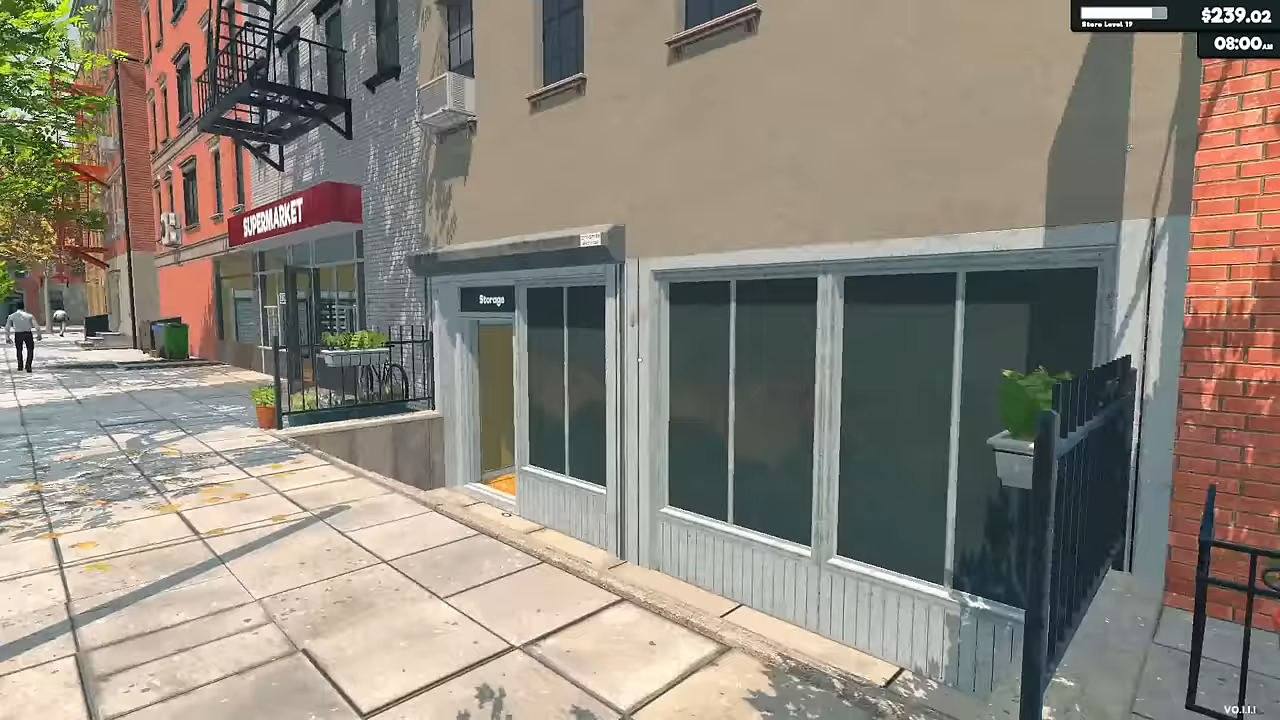 $239.02
Store Level 19
08:00AM
SUPERMARKET
Storage
V0.1.1.1